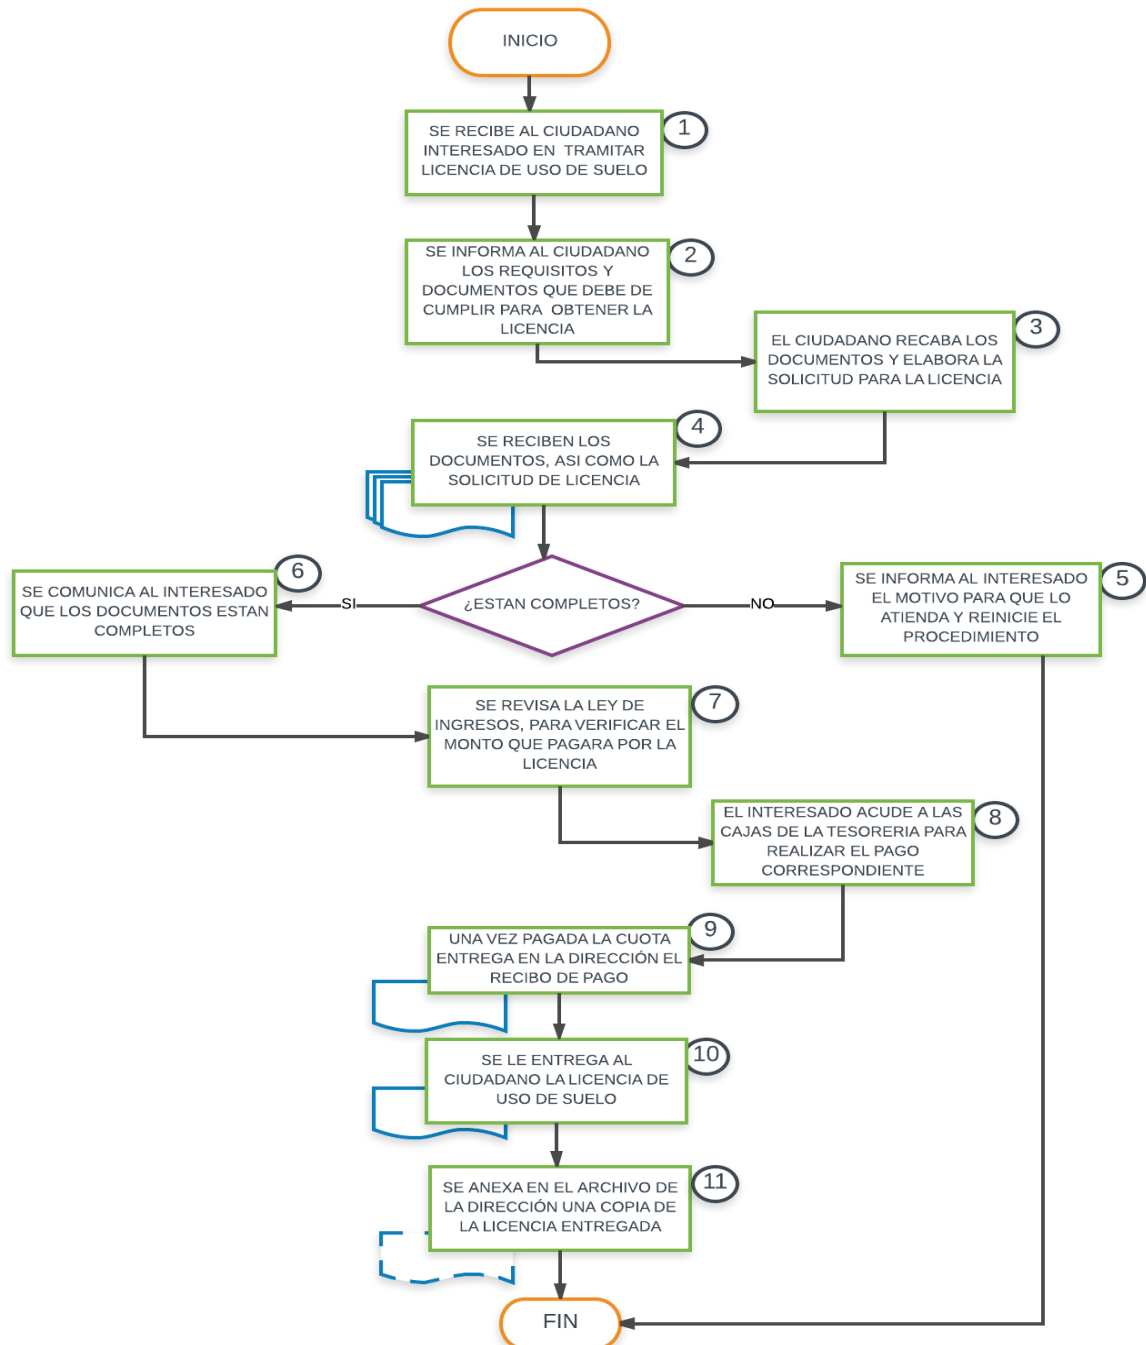 INICIO
1
SE RECIBE AL CIUDADANO
INTERESADO EN TRAMITAR
LICENCIA DE USO DE SUELO
2
SE INFORMA AL CIUDADANO
LOS REQUISITOS Y
DOCUMENTOS QUE DEBE DE
CUMPLIR PARA OBTENER LA
LICENCIA
3
EL CIUDADANO RECABA LOS
DOCUMENTOS Y ELABORA LA
SOLICITUD PARA LA LICENCIA
4
SE RECIBEN LOS
DOCUMENTOS, ASI COMO LA
SOLICITUD DE LICENCIA
¿ESTAN COMPLETOS?
NO
5
SE INFORMA AL INTERESADO
EL MOTIVO PARA QUE LO
ATIENDA Y REINICIE EL
PROCEDIMIENTO
SI
6
SE COMUNICA AL INTERESADO
QUE LOS DOCUMENTOS ESTAN
COMPLETOS
7
SE REVISA LA LEY DE
INGRESOS, PARA VERIFICAR EL
MONTO QUE PAGARA POR LA
LICENCIA
8
EL INTERESADO ACUDE A LAS
CAJAS DE LA TESORERIA PARA
REALIZAR EL PAGO
CORRESPONDIENTE
9
UNA VEZ PAGADA LA CUOTA
ENTREGA EN LA DIRECCIÓN EL
RECIBO DE PAGO
10
SE LE ENTREGA AL
CIUDADANO LA LICENCIA DE
USO DE SUELO
11
SE ANEXA EN EL ARCHIVO DE
LA DIRECCIÓN UNA COPIA DE
LA LICENCIA ENTREGADA
FIN